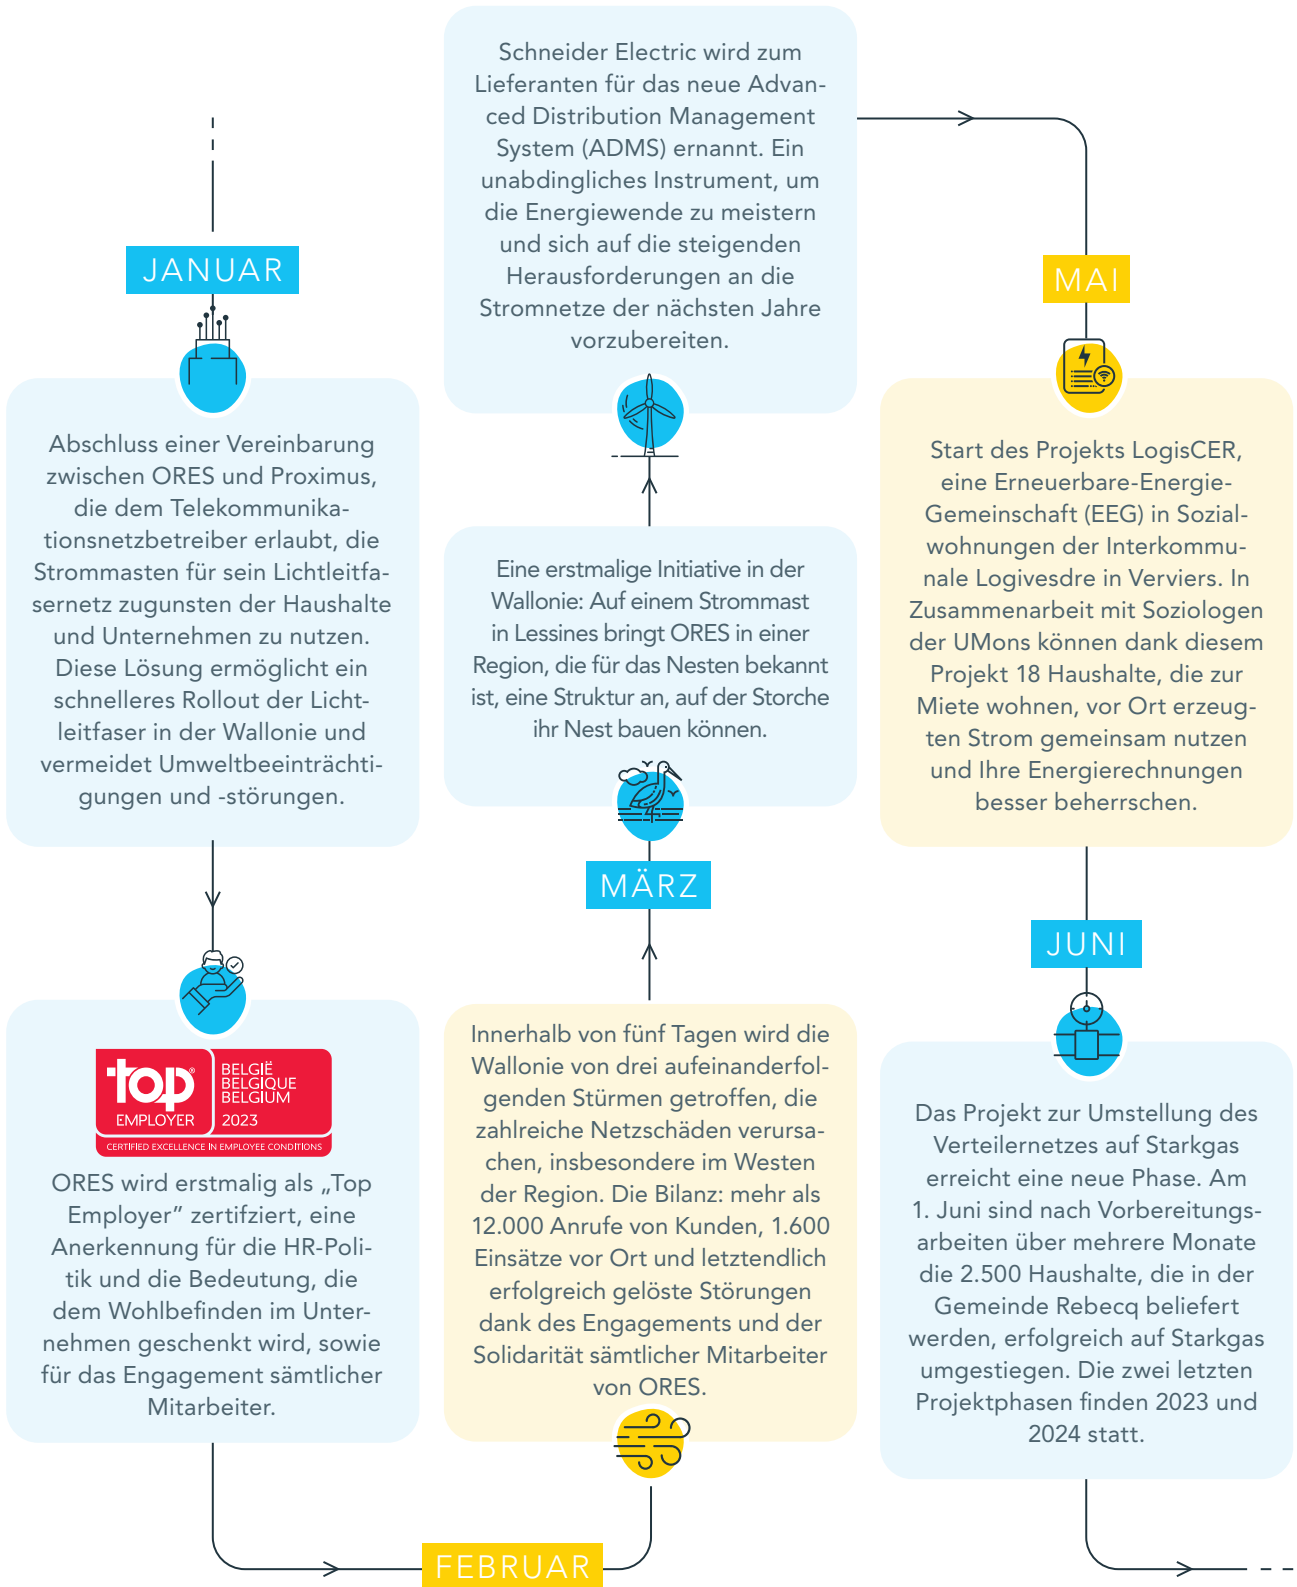 JANUAR
Abschluss einer Vereinbarung
zwischen ORES und Proximus,
die dem Telekommunika-
tionsnetzbetreiber erlaubt, die
Strommasten für sein Lichtleitfa-
sernetz zugunsten der Haushalte
und Unternehmen zu nutzen.
Diese Lösung ermöglicht ein
schnelleres Rollout der Licht-
leitfaser in der Wallonie und
vermeidet Umweltbeeinträchti-
gungen und -störungen.
top®
EMPLOYER
BELGIË
BELGIQUE
BELGIUM
2023
CERTIFIED EXCELLENCE IN EMPLOYEE CONDITIONS
ORES wird erstmalig als „Top
Employer” zertifziert, eine
Anerkennung für die HR-Poli-
tik und die Bedeutung, die
dem Wohlbefinden im Unter-
nehmen geschenkt wird, sowie
für das Engagement sämtlicher
Mitarbeiter.
FEBRUAR
Innerhalb von fünf Tagen wird die
Wallonie von drei aufeinanderfol-
genden Stürmen getroffen, die
zahlreiche Netzschäden verursa-
chen, insbesondere im Westen
der Region. Die Bilanz: mehr als
12.000 Anrufe von Kunden, 1.600
Einsätze vor Ort und letztendlich
erfolgreich gelöste Störungen
dank des Engagements und der
Solidarität sämtlicher Mitarbeiter
von ORES.
MÄRZ
Eine erstmalige Initiative in der
Wallonie: Auf einem Strommast
in Lessines bringt ORES in einer
Region, die für das Nesten bekannt
ist, eine Struktur an, auf der Storche
ihr Nest bauen können.
Schneider Electric wird zum
Lieferanten für das neue Advan-
ced Distribution Management
System (ADMS) ernannt. Ein
unabdingliches Instrument, um
die Energiewende zu meistern
und sich auf die steigenden
Herausforderungen an die
Stromnetze der nächsten Jahre
vorzubereiten.
MAI
Start des Projekts LogisCER,
eine Erneuerbare-Energie-
Gemeinschaft (EEG) in Sozial-
wohnungen der Interkommu-
nale Logivesdre in Verviers. In
Zusammenarbeit mit Soziologen
der UMons können dank diesem
Projekt 18 Haushalte, die zur
Miete wohnen, vor Ort erzeug-
ten Strom gemeinsam nutzen
und Ihre Energierechnungen
besser beherrschen.
JUNI
Das Projekt zur Umstellung des
Verteilernetzes auf Starkgas
erreicht eine neue Phase. Am
1. Juni sind nach Vorbereitungs-
arbeiten über mehrere Monate
die 2.500 Haushalte, die in der
Gemeinde Rebecq beliefert
werden, erfolgreich auf Starkgas
umgestiegen. Die zwei letzten
Projektphasen finden 2023 und
2024 statt.